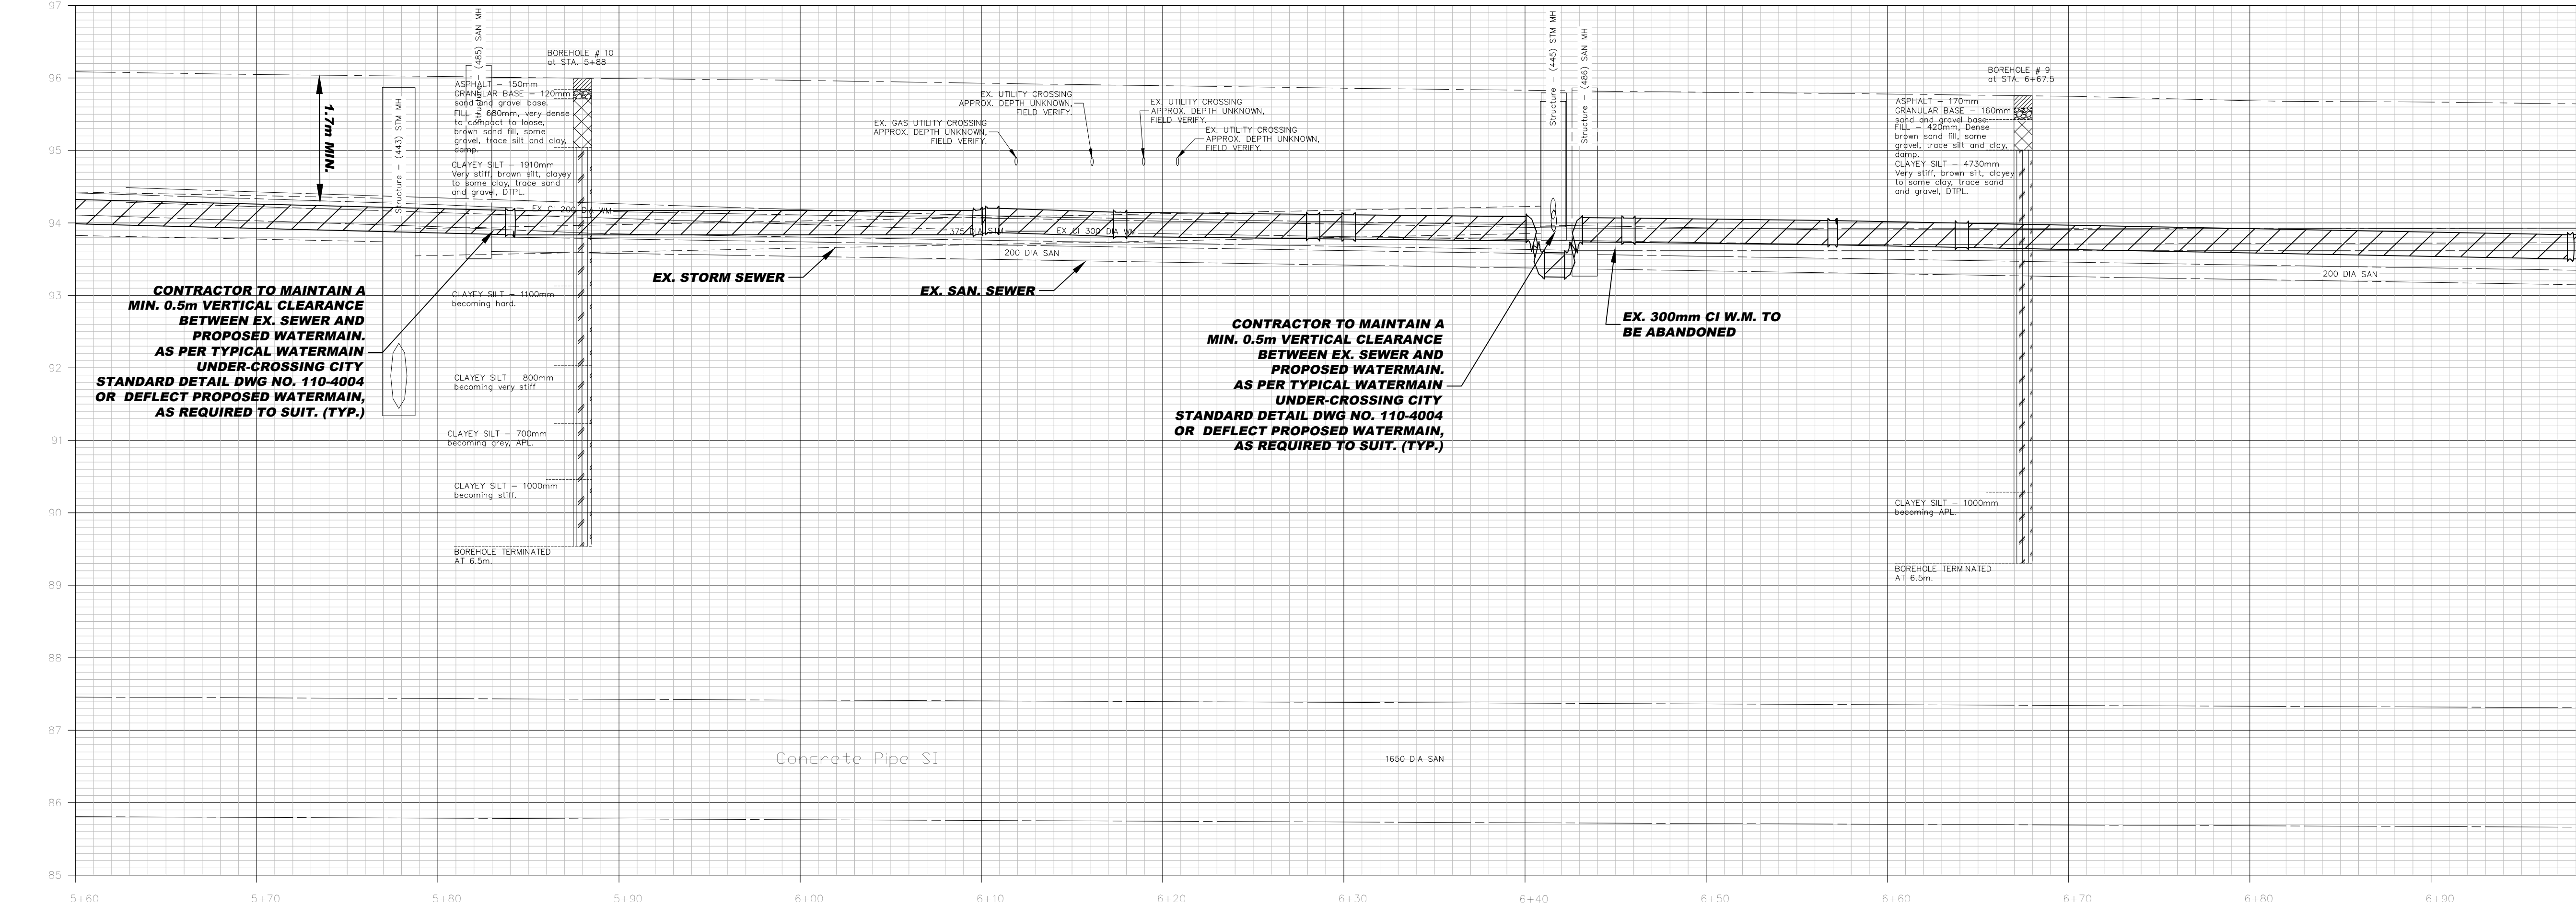 97
96
95
94
93
92
91
90
89
88
87
86
85
5+60
5+70
5+80
5+90
6+00
6+10
6+20
6+30
6+40
6+50
6+60
6+70
6+80
6+90
1.7m MIN.
Structure - (443) STM MH
Structure - (485) SAN MH
BOREHOLE # 10
at STA. 5+88
ASPHALT - 150mm
GRANULAR BASE - 120mm
sand and gravel base.
FILL - 680mm, very dense
to compact to loose,
brown sand fill, some
gravel, trace silt and clay,
damp.
CLAYEY SILT - 1910mm
Very stiff, brown silt, clayey
to some clay, trace sand
and gravel, DTPL.
CLAYEY SILT - 1100mm
becoming hard.
CLAYEY SILT - 800mm
becoming very stiff
CLAYEY SILT - 700mm
becoming grey, APL.
CLAYEY SILT - 1000mm
becoming stiff.
BOREHOLE TERMINATED
AT 6.5m.
EX CI 200 DIA WM
CONTRACTOR TO MAINTAIN A
MIN. 0.5m VERTICAL CLEARANCE
BETWEEN EX. SEWER AND
PROPOSED WATERMAIN.
AS PER TYPICAL WATERMAIN
UNDER-CROSSING CITY
STANDARD DETAIL DWG NO. 110-4004
OR DEFLECT PROPOSED WATERMAIN,
AS REQUIRED TO SUIT. (TYP.)
EX. STORM SEWER
EX. SAN. SEWER
EX. GAS UTILITY CROSSING
APPROX. DEPTH UNKNOWN,
FIELD VERIFY.
EX. UTILITY CROSSING
APPROX. DEPTH UNKNOWN,
FIELD VERIFY.
EX. UTILITY CROSSING
APPROX. DEPTH UNKNOWN,
FIELD VERIFY.
EX. UTILITY CROSSING
APPROX. DEPTH UNKNOWN,
FIELD VERIFY.
375 DIA STM
EX CI 300 DIA WM
200 DIA SAN
Structure - (445) STM MH
Structure - (486) SAN MH
CONTRACTOR TO MAINTAIN A
MIN. 0.5m VERTICAL CLEARANCE
BETWEEN EX. SEWER AND
PROPOSED WATERMAIN.
AS PER TYPICAL WATERMAIN
UNDER-CROSSING CITY
STANDARD DETAIL DWG NO. 110-4004
OR DEFLECT PROPOSED WATERMAIN,
AS REQUIRED TO SUIT. (TYP.)
EX. 300mm CI W.M. TO
BE ABANDONED
BOREHOLE # 9
at STA. 6+67.5
ASPHALT - 170mm
GRANULAR BASE - 160mm
sand and gravel base.
FILL - 420mm, Dense
brown sand fill, some
gravel, trace silt and clay,
damp.
CLAYEY SILT - 4730mm
Very stiff, brown silt, clayey
to some clay, trace sand
and gravel, DTPL.
CLAYEY SILT - 1000mm
becoming APL.
BOREHOLE TERMINATED
AT 6.5m.
200 DIA SAN
Concrete Pipe SI
1650 DIA SAN